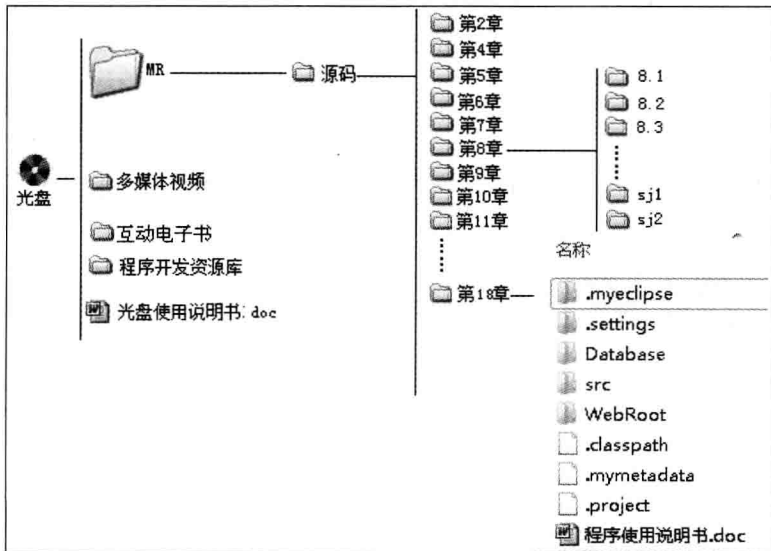 光盘
MR
多媒体视频
互动电子书
程序开发资源库
光盘使用说明书.doc
源码
第2章
第4章
第5章
第6章
第7章
第8章
第9章
第10章
第11章
第18章
8.1
8.2
8.3
sj1
sj2
名称
.myeclipse
.settings
Database
src
WebRoot
.classpath
.mymetadata
.project
程序使用说明书.doc